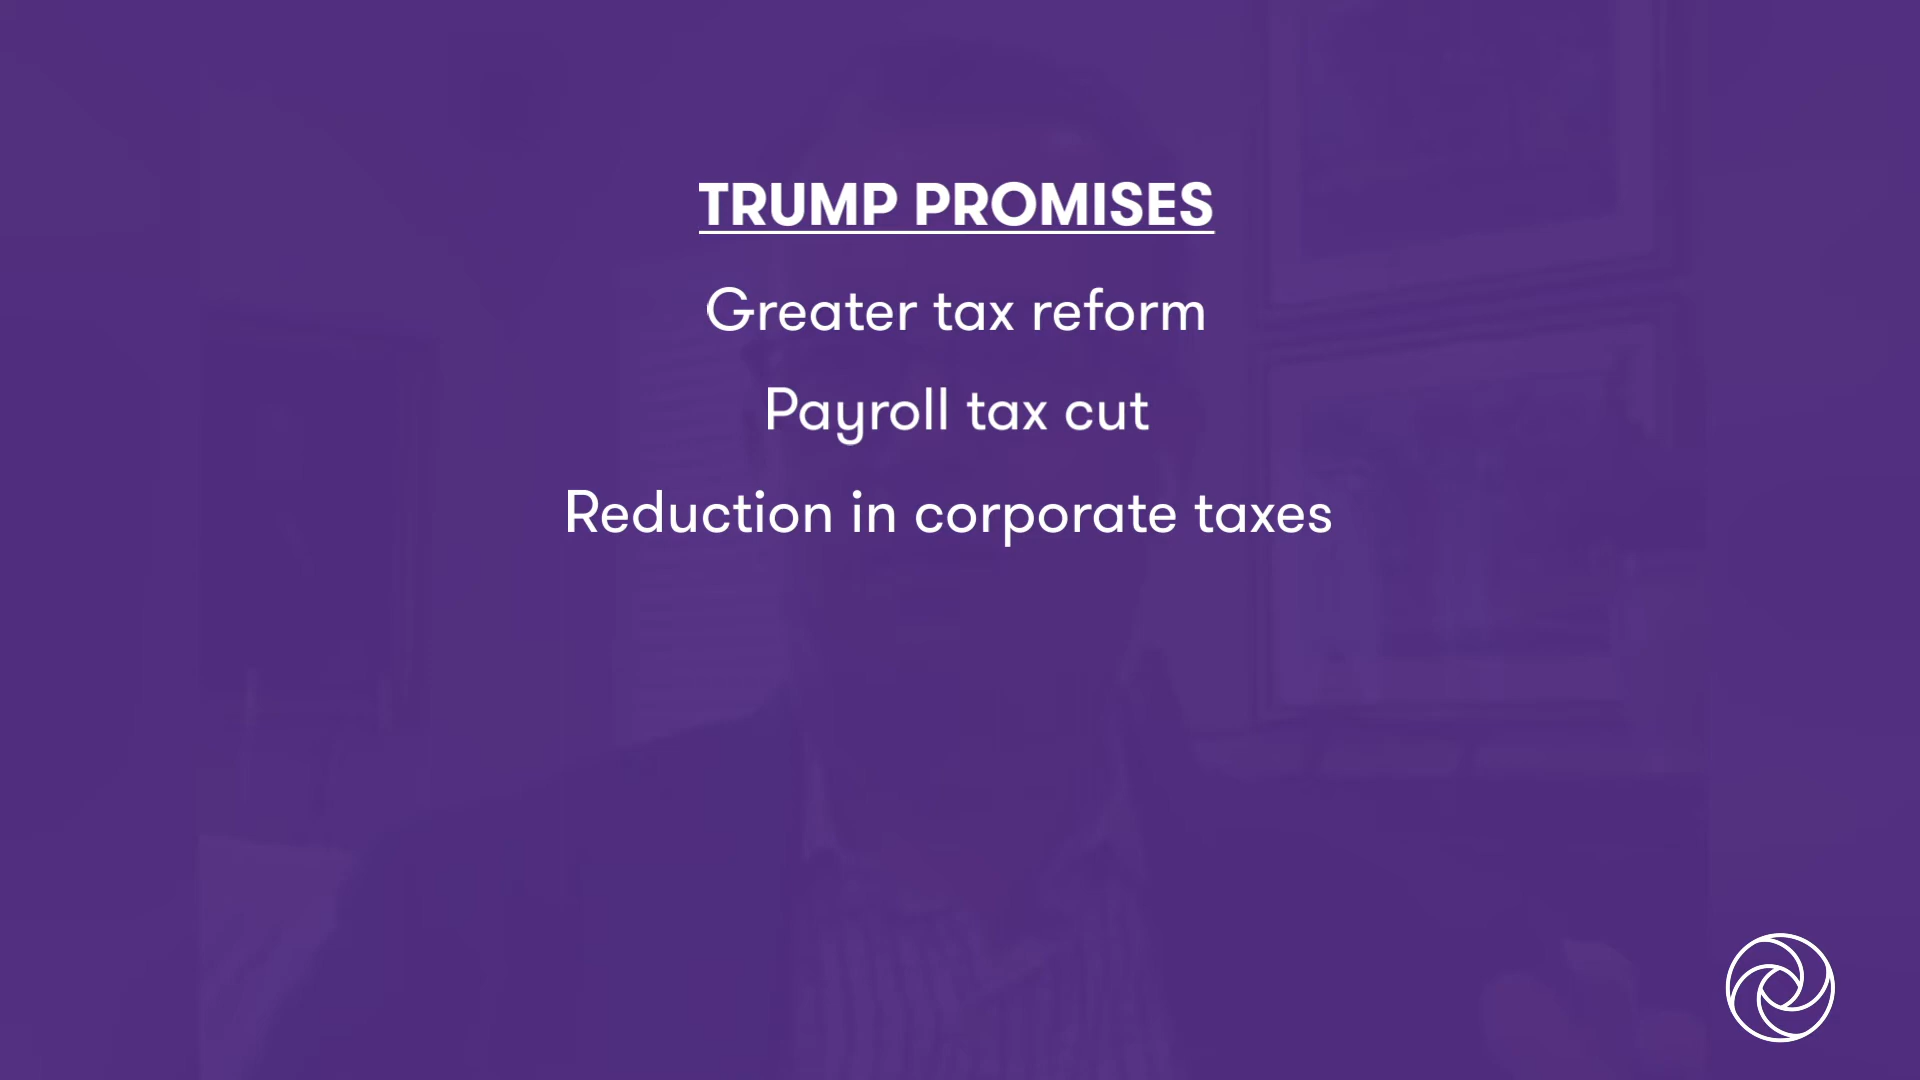 TRUMP PROMISES
Greater tax reform
Payroll tax cut
Reduction in corporate taxes